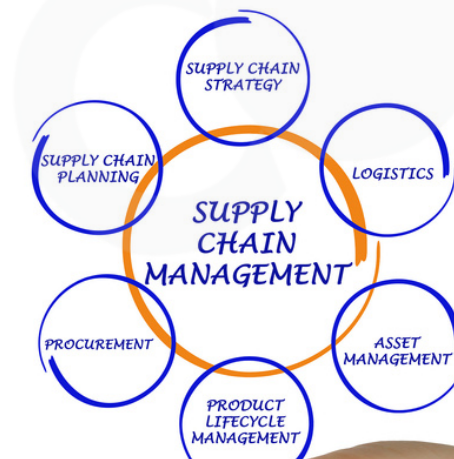 SUPPLY CHAIN
STRATEGY
SUPPLY CHAIN
PLANNING
LOGISTICS
SUPPLY
CHAIN
MANAGEMENT
PROCUREMENT
ASSET
MANAGEMENT
PRODUCT
LIFECYCLE
MANAGEMENT